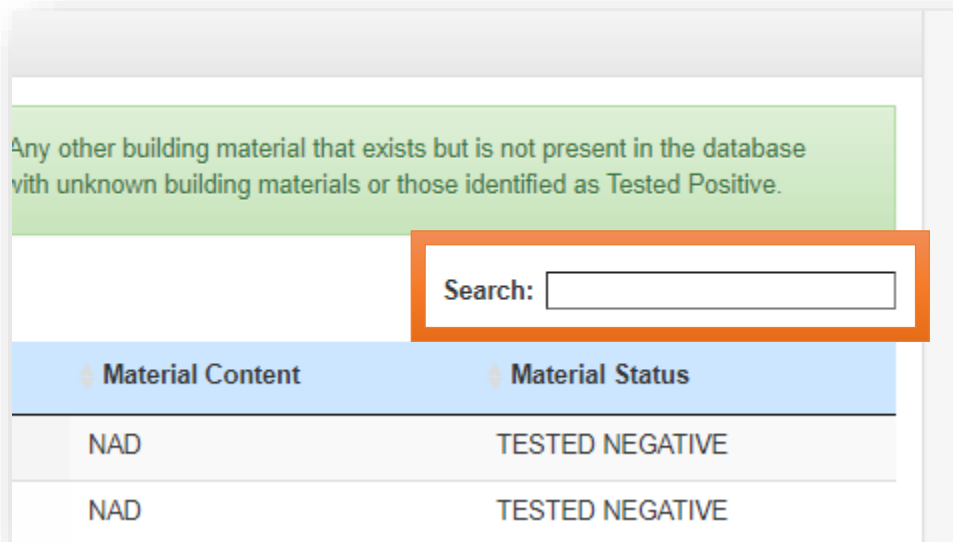 Any other building material that exists but is not present in the database
with unknown building materials or those identified as Tested Positive.
Search:
Material Content Material Status
NAD TESTED NEGATIVE
NAD TESTED NEGATIVE